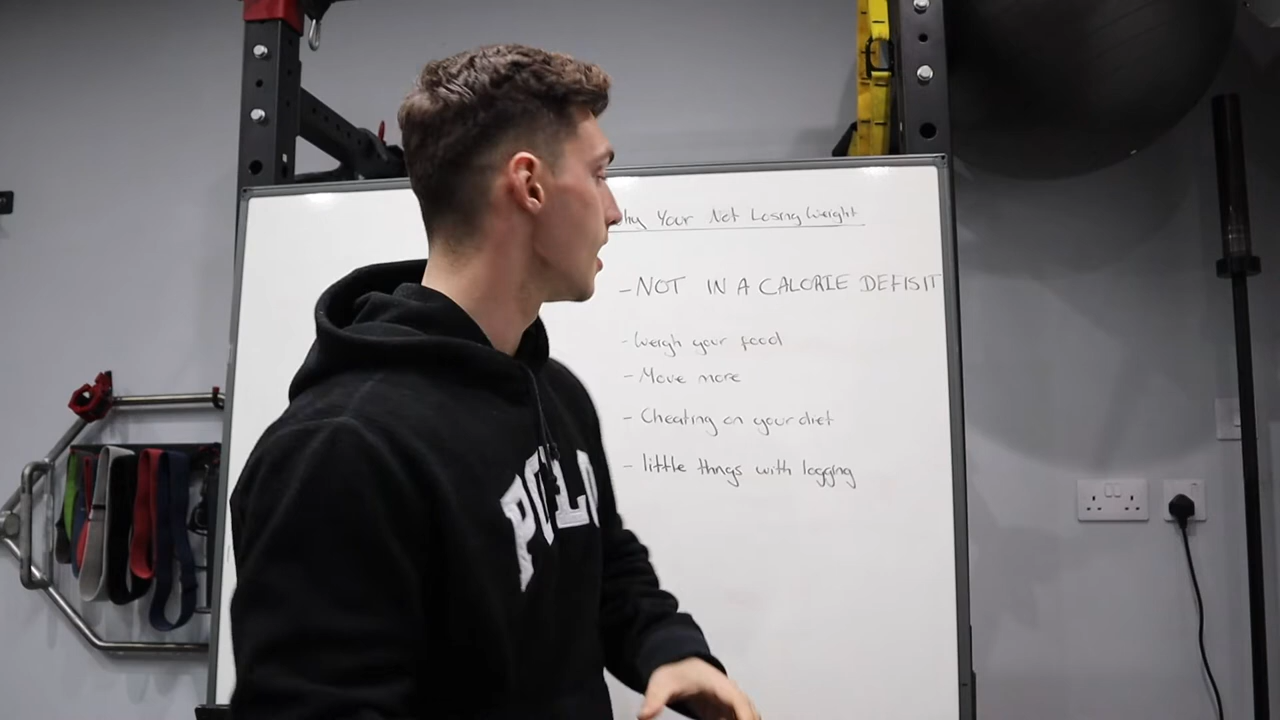 Why Your Not Losing Weight
- NOT IN A CALORIE DEFISIT
- Weigh your food
- Move more
- Cheating on your diet
- little things with logging
POLO